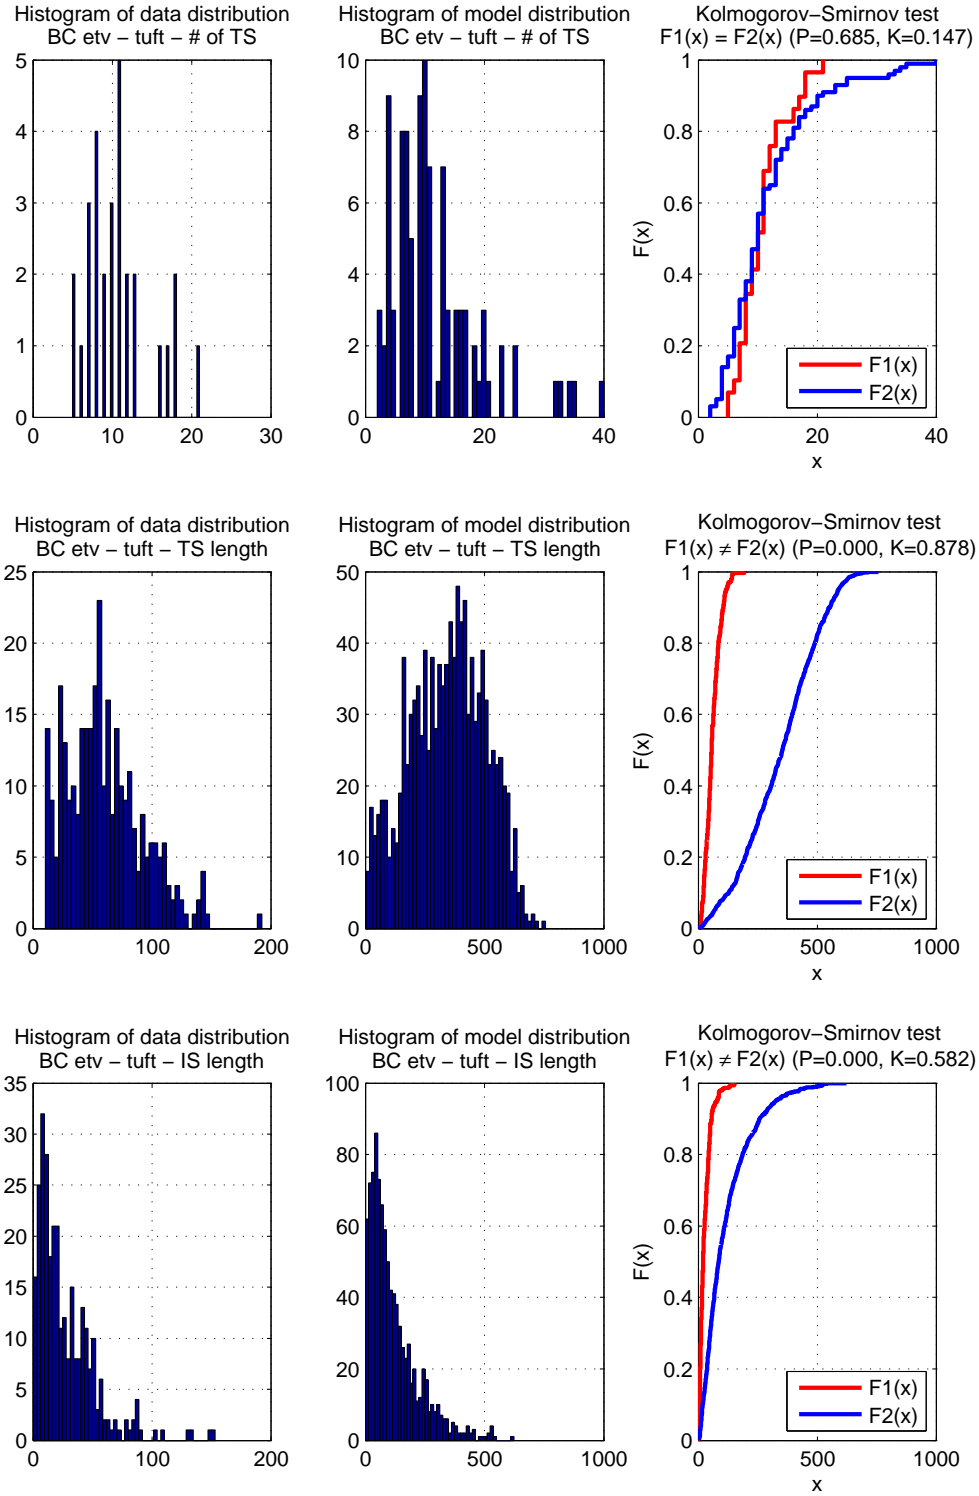 Histogram of data distribution
BC etv − tuft − # of TS
5
4
3
2
1
0
0 10 20 30
Histogram of model distribution
BC etv − tuft − # of TS
10
8
6
4
2
0
0 20 40
Kolmogorov−Smirnov test
F1(x) = F2(x) (P=0.685, K=0.147)
1
0.8
0.6
0.4
0.2
0
F(x)
F1(x)
F2(x)
0 20 40
x
Histogram of data distribution
BC etv − tuft − TS length
25
20
15
10
5
0
0 100 200
Histogram of model distribution
BC etv − tuft − TS length
50
40
30
20
10
0
0 500 1000
Kolmogorov−Smirnov test
F1(x) ≠ F2(x) (P=0.000, K=0.878)
1
0.8
0.6
0.4
0.2
0
F(x)
F1(x)
F2(x)
0 500 1000
x
Histogram of data distribution
BC etv − tuft − IS length
35
30
25
20
15
10
5
0
0 100 200
Histogram of model distribution
BC etv − tuft − IS length
100
80
60
40
20
0
0 500 1000
Kolmogorov−Smirnov test
F1(x) ≠ F2(x) (P=0.000, K=0.582)
1
0.8
0.6
0.4
0.2
0
F(x)
F1(x)
F2(x)
0 500 1000
x